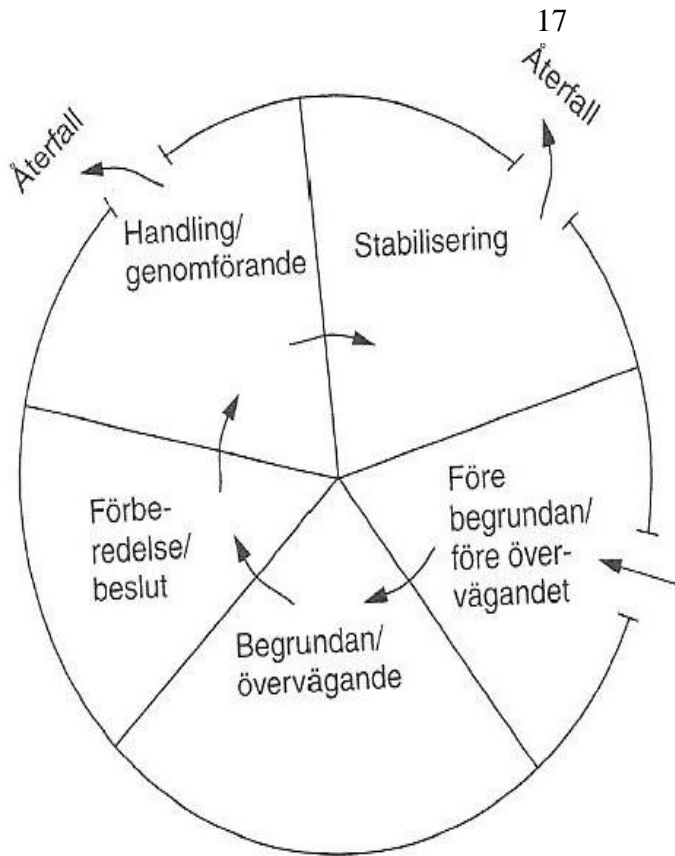 17
Återfall
Återfall
Handling/
genomförande
Stabilisering
Förbe-
redelse/
beslut
Före
begrundan/
före över-
vägandet
Begrundan/
övervägande